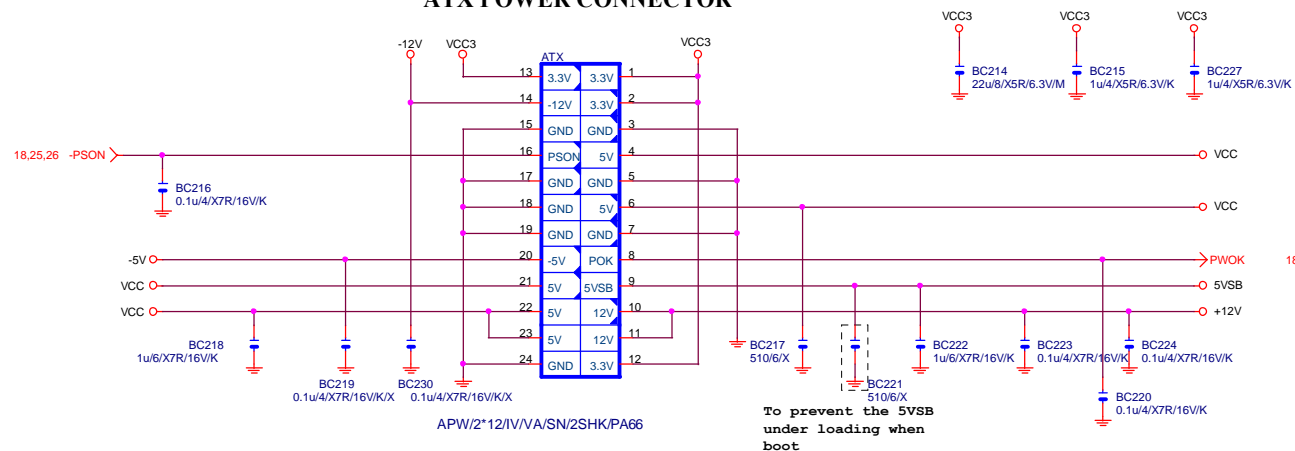 ATX POWER CONNECTOR
-12V
VCC3
VCC3
VCC3
VCC3
VCC3
ATX
BC214
22u/8/X5R/6.3V/M
BC215
1u/4/X5R/6.3V/K
BC227
1u/4/X5R/6.3V/K
13 3.3V 3.3V 1
14 -12V 3.3V 2
15 GND GND 3
18,25,26 -PSON 16 PSON 5V 4 VCC
17 GND GND 5
BC216
0.1u/4/X7R/16V/K
18 GND 5V 6 VCC
19 GND GND 7
-5V 20 -5V POK 8 PWOK 18
VCC 21 5V 5VSB 9 5VSB
VCC 22 5V 12V 10 +12V
23 5V 12V 11
24 GND 3.3V 12
BC218
1u/6/X7R/16V/K
BC219
0.1u/4/X7R/16V/K/X
BC230
0.1u/4/X7R/16V/K/X
BC217
510/6/X
BC221
510/6/X
BC222
1u/6/X7R/16V/K
BC223
0.1u/4/X7R/16V/K
BC224
0.1u/4/X7R/16V/K
BC220
0.1u/4/X7R/16V/K
APW/2*12/IV/VA/SN/2SHK/PA66
To prevent the 5VSB
under loading when
boot